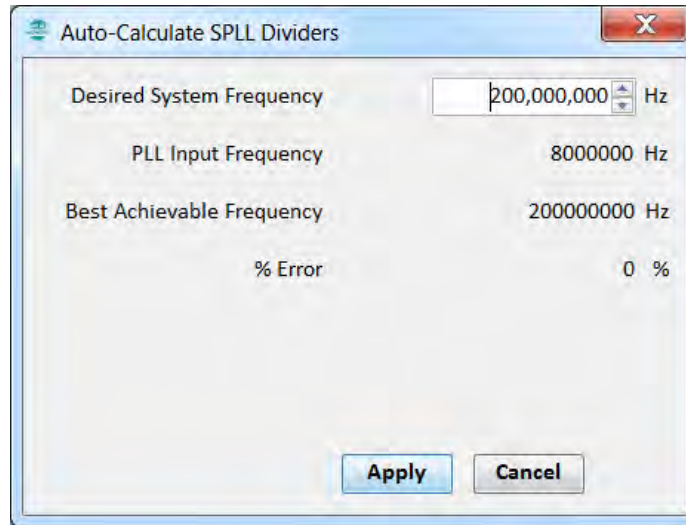 Auto-Calculate SPLL Dividers
Desired System Frequency 200,000,000 Hz
PLL Input Frequency 8000000 Hz
Best Achievable Frequency 200000000 Hz
% Error 0 %
Apply Cancel